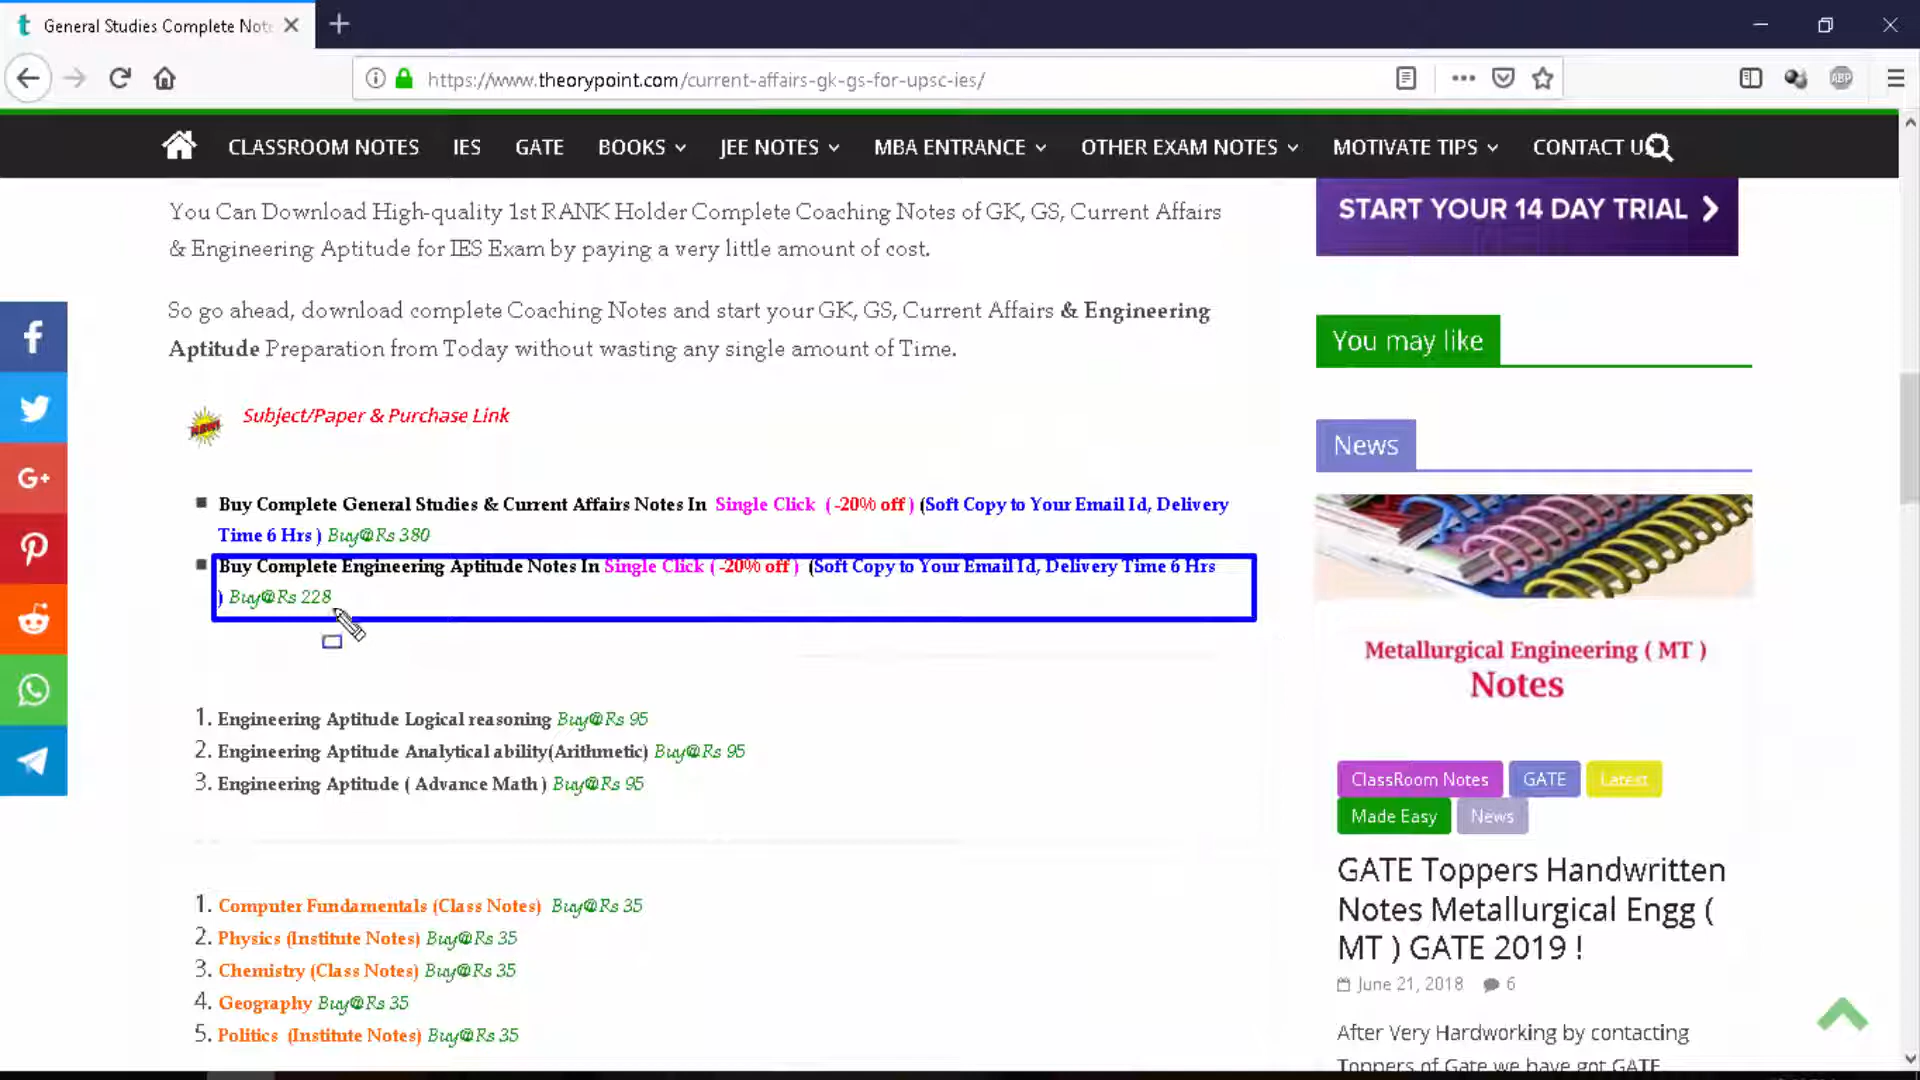 General Studies Complete Not
https://www.theorypoint.com/current-affairs-gk-gs-for-upsc-ies/
ABP
CLASSROOM NOTES IES GATE BOOKS JEE NOTES MBA ENTRANCE OTHER EXAM NOTES MOTIVATE TIPS CONTACT U
You Can Download High-quality 1st RANK Holder Complete Coaching Notes of GK, GS, Current Affairs
& Engineering Aptitude for IES Exam by paying a very little amount of cost.
So go ahead, download complete Coaching Notes and start your GK, GS, Current Affairs & Engineering
Aptitude Preparation from Today without wasting any single amount of Time.
NEW!
Subject/Paper & Purchase Link
Buy Complete General Studies & Current Affairs Notes In Single Click ( -20% off ) (Soft Copy to Your Email Id, Delivery
Time 6 Hrs ) Buy@Rs 380
Buy Complete Engineering Aptitude Notes In Single Click ( -20% off ) (Soft Copy to Your Email Id, Delivery Time 6 Hrs
) Buy@Rs 228
1. Engineering Aptitude Logical reasoning Buy@Rs 95
2. Engineering Aptitude Analytical ability(Arithmetic) Buy@Rs 95
3. Engineering Aptitude ( Advance Math ) Buy@Rs 95
1. Computer Fundamentals (Class Notes) Buy@Rs 35
2. Physics (Institute Notes) Buy@Rs 35
3. Chemistry (Class Notes) Buy@Rs 35
4. Geography Buy@Rs 35
5. Politics (Institute Notes) Buy@Rs 35
START YOUR 14 DAY TRIAL
You may like
News
Metallurgical Engineering ( MT )
Notes
ClassRoom Notes GATE Latest
Made Easy News
GATE Toppers Handwritten
Notes Metallurgical Engg (
MT ) GATE 2019 !
June 21, 2018 6
After Very Hardworking by contacting
Toppers of Gate we have got GATE